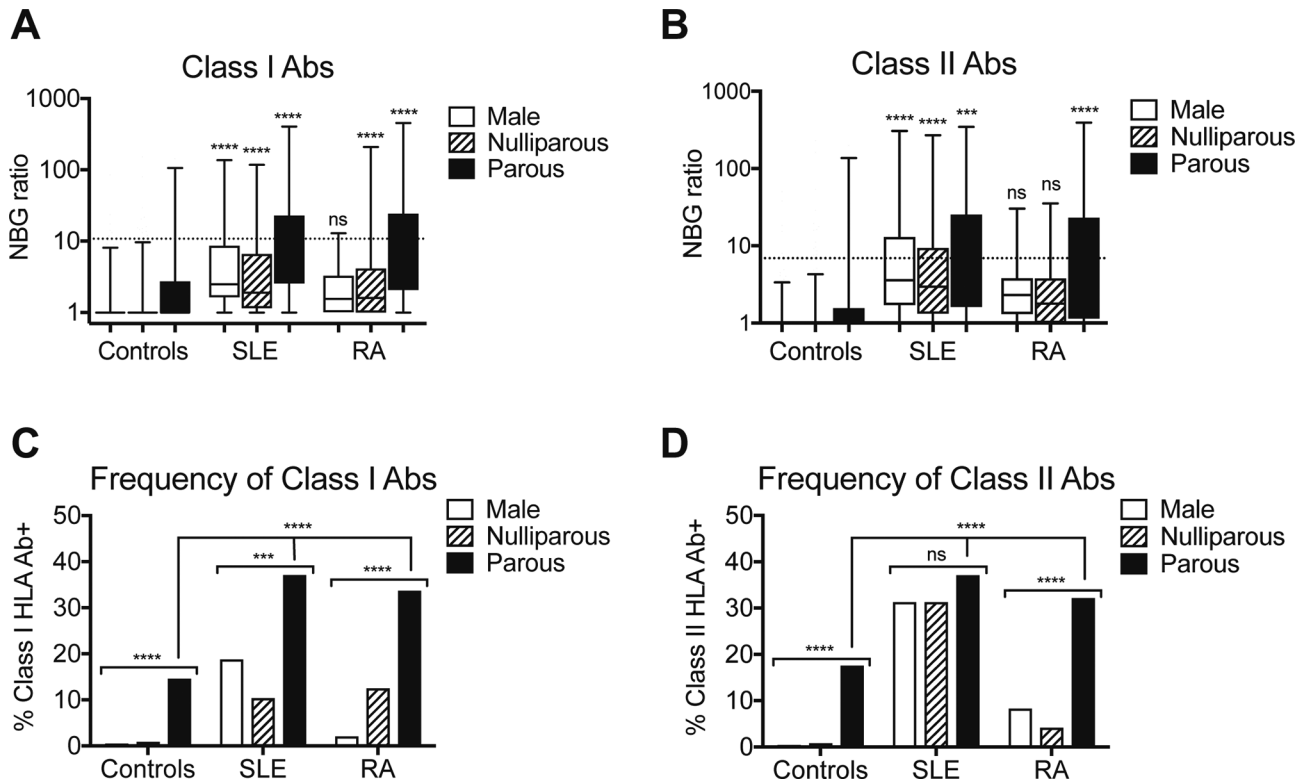 A
Class I Abs
NBG ratio
1000
100
10
1
****
****
****
ns
****
****
Controls
SLE
RA
Male
Nulliparous
Parous
B
Class II Abs
NBG ratio
1000
100
10
1
****
****
***
ns
ns
****
Controls
SLE
RA
Male
Nulliparous
Parous
C
Frequency of Class I Abs
% Class I HLA Ab+
50
40
30
20
10
0
****
***
****
****
Controls
SLE
RA
Male
Nulliparous
Parous
D
Frequency of Class II Abs
% Class II HLA Ab+
50
40
30
20
10
0
****
ns
****
****
Controls
SLE
RA
Male
Nulliparous
Parous